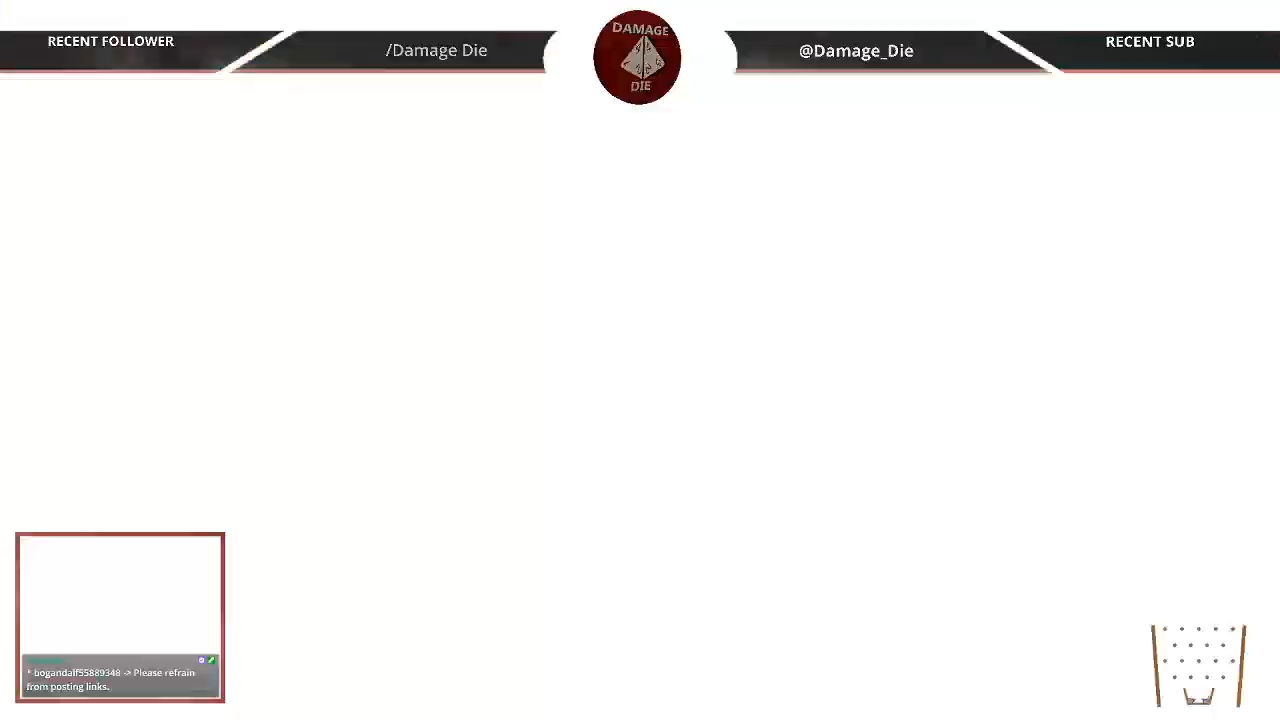 RECENT FOLLOWER
/Damage Die
DAMAGE
DIE
@Damage_Die
RECENT SUB
* bogandalf55889348 -> Please refrain
from posting links.